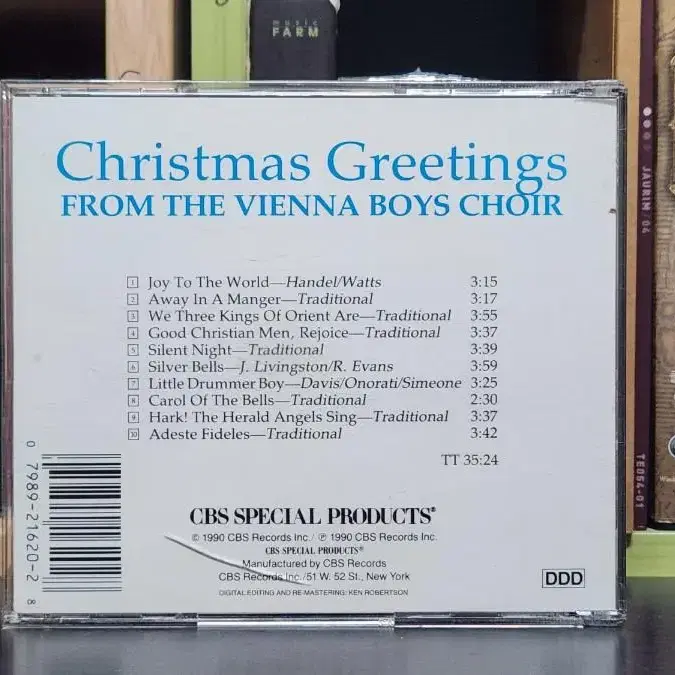 music
FARM
Christmas Greetings
FROM THE VIENNA BOYS CHOIR
1 Joy To The World—Handel/Watts 3:15
2 Away In A Manger—Traditional 3:17
3 We Three Kings Of Orient Are—Traditional 3:55
4 Good Christian Men, Rejoice—Traditional 3:37
5 Silent Night—Traditional 3:39
6 Silver Bells—J. Livingston/R. Evans 3:59
7 Little Drummer Boy—Davis/Onorati/Simeone 3:25
8 Carol Of The Bells—Traditional 2:30
9 Hark! The Herald Angels Sing—Traditional 3:37
10 Adeste Fideles—Traditional 3:42
TT 35:24
0 7989-21620-2 8
CBS SPECIAL PRODUCTS®
© 1990 CBS Records Inc./ ℗ 1990 CBS Records Inc.
CBS SPECIAL PRODUCTS®
Manufactured by CBS Records
CBS Records Inc./51 W. 52 St., New York
DIGITAL EDITING AND RE-MASTERING: KEN ROBERTSON
DDD
JAURIM/04
TE054-01